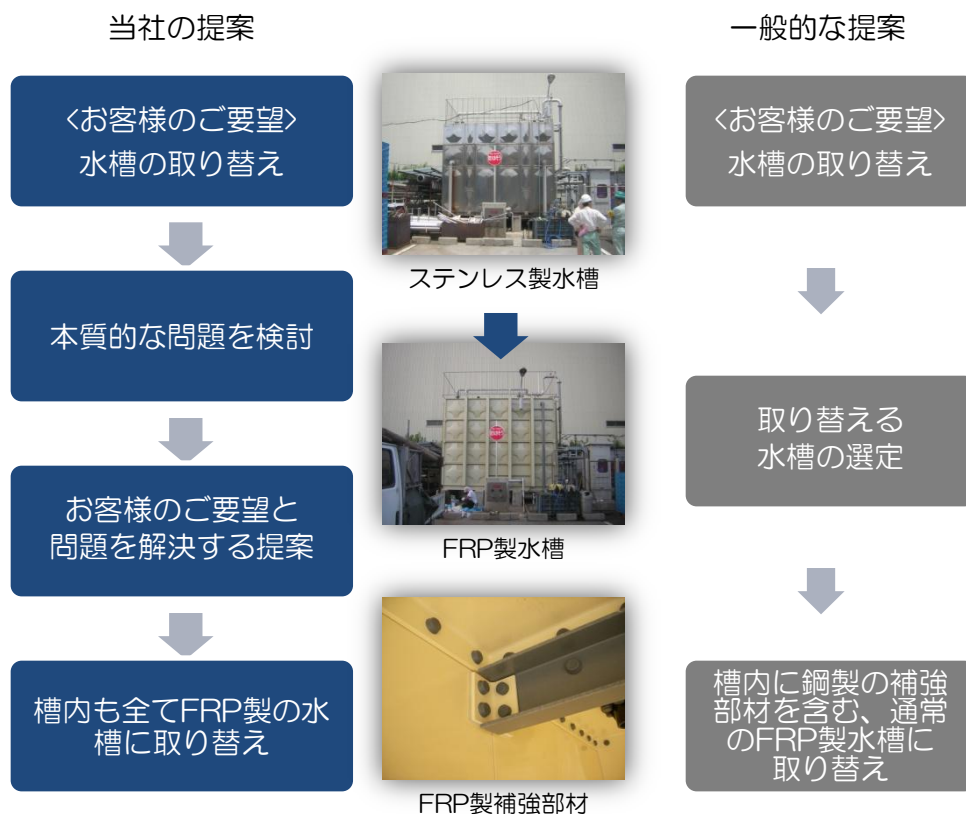 当社の提案
<お客様のご要望>
水槽の取り替え
本質的な問題を検討
お客様のご要望と
問題を解決する提案
槽内も全てFRP製の水
槽に取り替え
ステンレス製水槽
FRP製水槽
FRP製補強部材
一般的な提案
<お客様のご要望>
水槽の取り替え
取り替える
水槽の選定
槽内に鋼製の補強
部材を含む、通常
のFRP製水槽に
取り替え